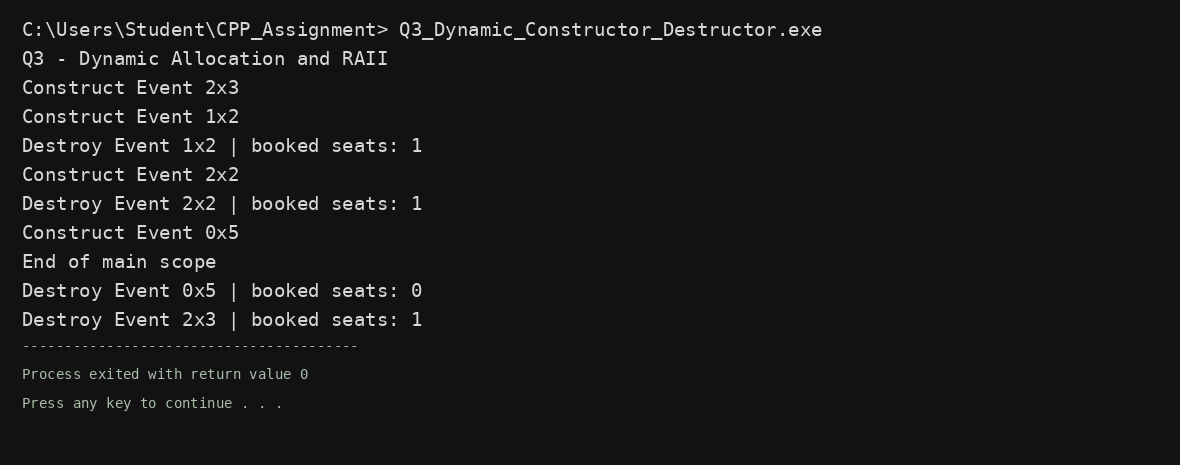 C:\Users\Student\CPP_Assignment> Q3_Dynamic_Constructor_Destructor.exe
Q3 - Dynamic Allocation and RAII
Construct Event 2x3
Construct Event 1x2
Destroy Event 1x2 | booked seats: 1
Construct Event 2x2
Destroy Event 2x2 | booked seats: 1
Construct Event 0x5
End of main scope
Destroy Event 0x5 | booked seats: 0
Destroy Event 2x3 | booked seats: 1
----------------------------------------
Process exited with return value 0
Press any key to continue . . .